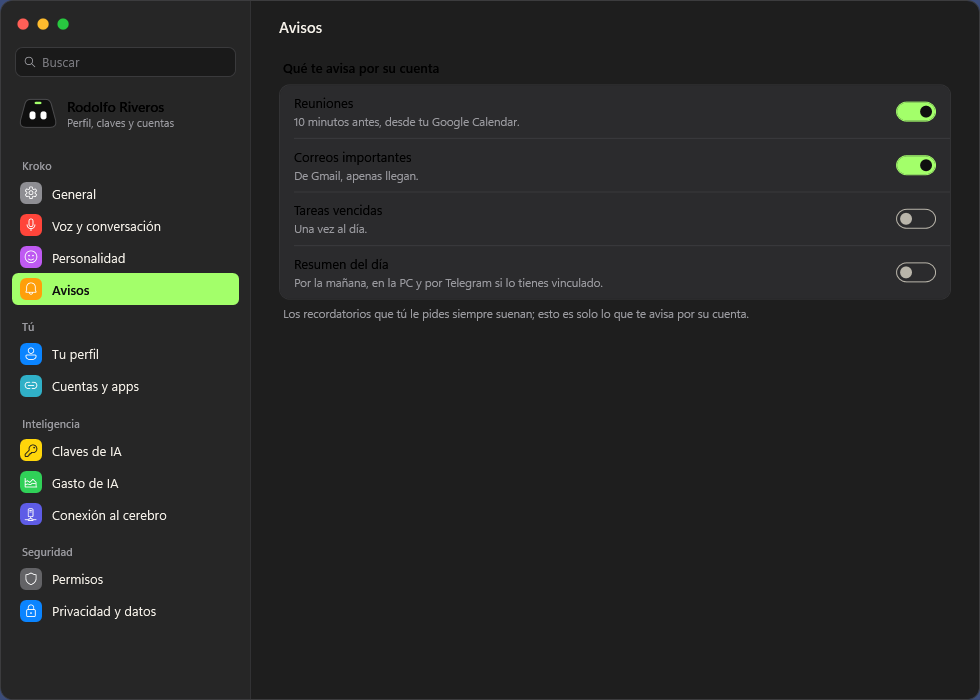 Avisos
Buscar
Rodolfo Riveros
Perfil, claves y cuentas
Kroko
General
Voz y conversación
Personalidad
Avisos
Tú
Tu perfil
Cuentas y apps
Inteligencia
Claves de IA
Gasto de IA
Conexión al cerebro
Seguridad
Permisos
Privacidad y datos
Qué te avisa por su cuenta
Reuniones
10 minutos antes, desde tu Google Calendar.
Correos importantes
De Gmail, apenas llegan.
Tareas vencidas
Una vez al día.
Resumen del día
Por la mañana, en la PC y por Telegram si lo tienes vinculado.
Los recordatorios que tú le pides siempre suenan; esto es solo lo que te avisa por su cuenta.